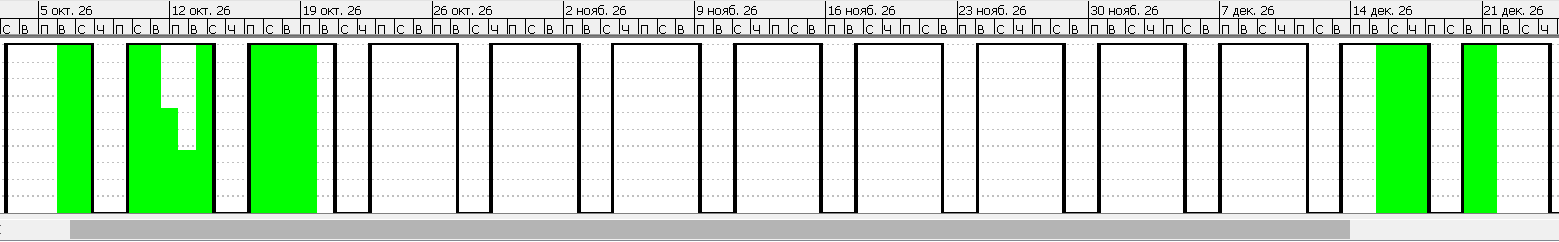 5 окт. 26 12 окт. 26 19 окт. 26 26 окт. 26 2 нояб. 26 9 нояб. 26 16 нояб. 26 23 нояб. 26 30 нояб. 26 7 дек. 26 14 дек. 26 21 дек. 26
С В П В С Ч П С В П В С Ч П С В П В С Ч П С В П В С Ч П С В П В С Ч П С В П В С Ч П С В П В С Ч П С В П В С Ч П С В П В С Ч П С В П В С Ч П С В П В С Ч П С В П В С Ч